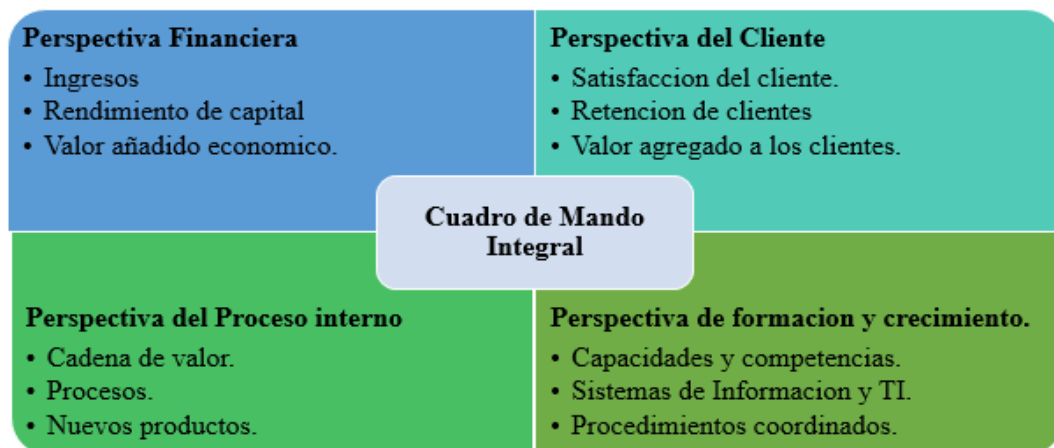 Perspectiva Financiera
• Ingresos
• Rendimiento de capital
• Valor añadido economico.
Perspectiva del Cliente
• Satisfaccion del cliente.
• Retencion de clientes
• Valor agregado a los clientes.
Cuadro de Mando
Integral
Perspectiva del Proceso interno
• Cadena de valor.
• Procesos.
• Nuevos productos.
Perspectiva de formacion y crecimiento.
• Capacidades y competencias.
• Sistemas de Informacion y TI.
• Procedimientos coordinados.